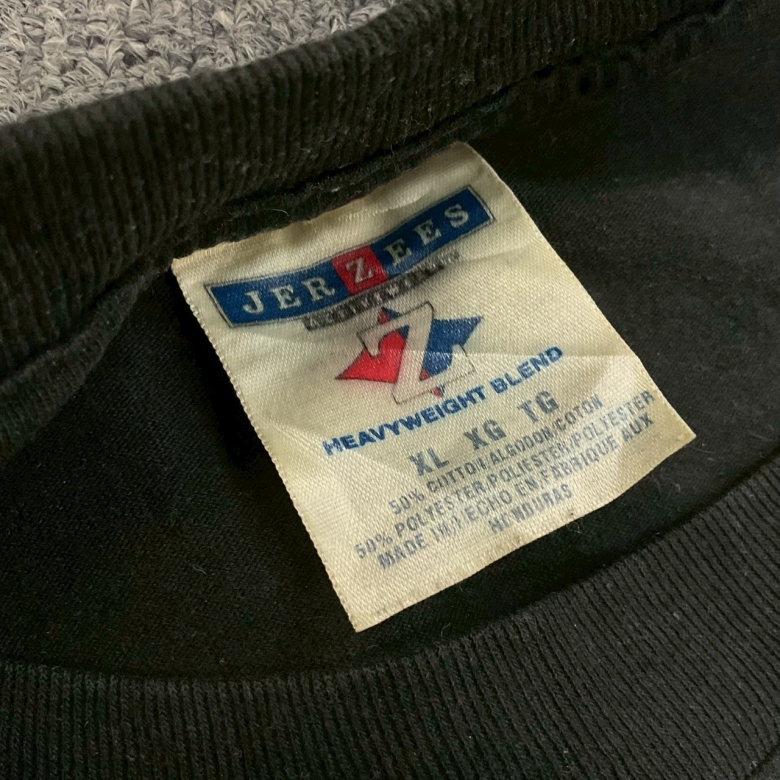 JERZEES
Z
HEAVYWEIGHT BLEND
XL XG TG
50% COTTON/ALGODON/COTON
50% POLYESTER/POLIESTER/POLYESTER
MADE IN/HECHO EN/FABRIQUE AUX
HONDURAS